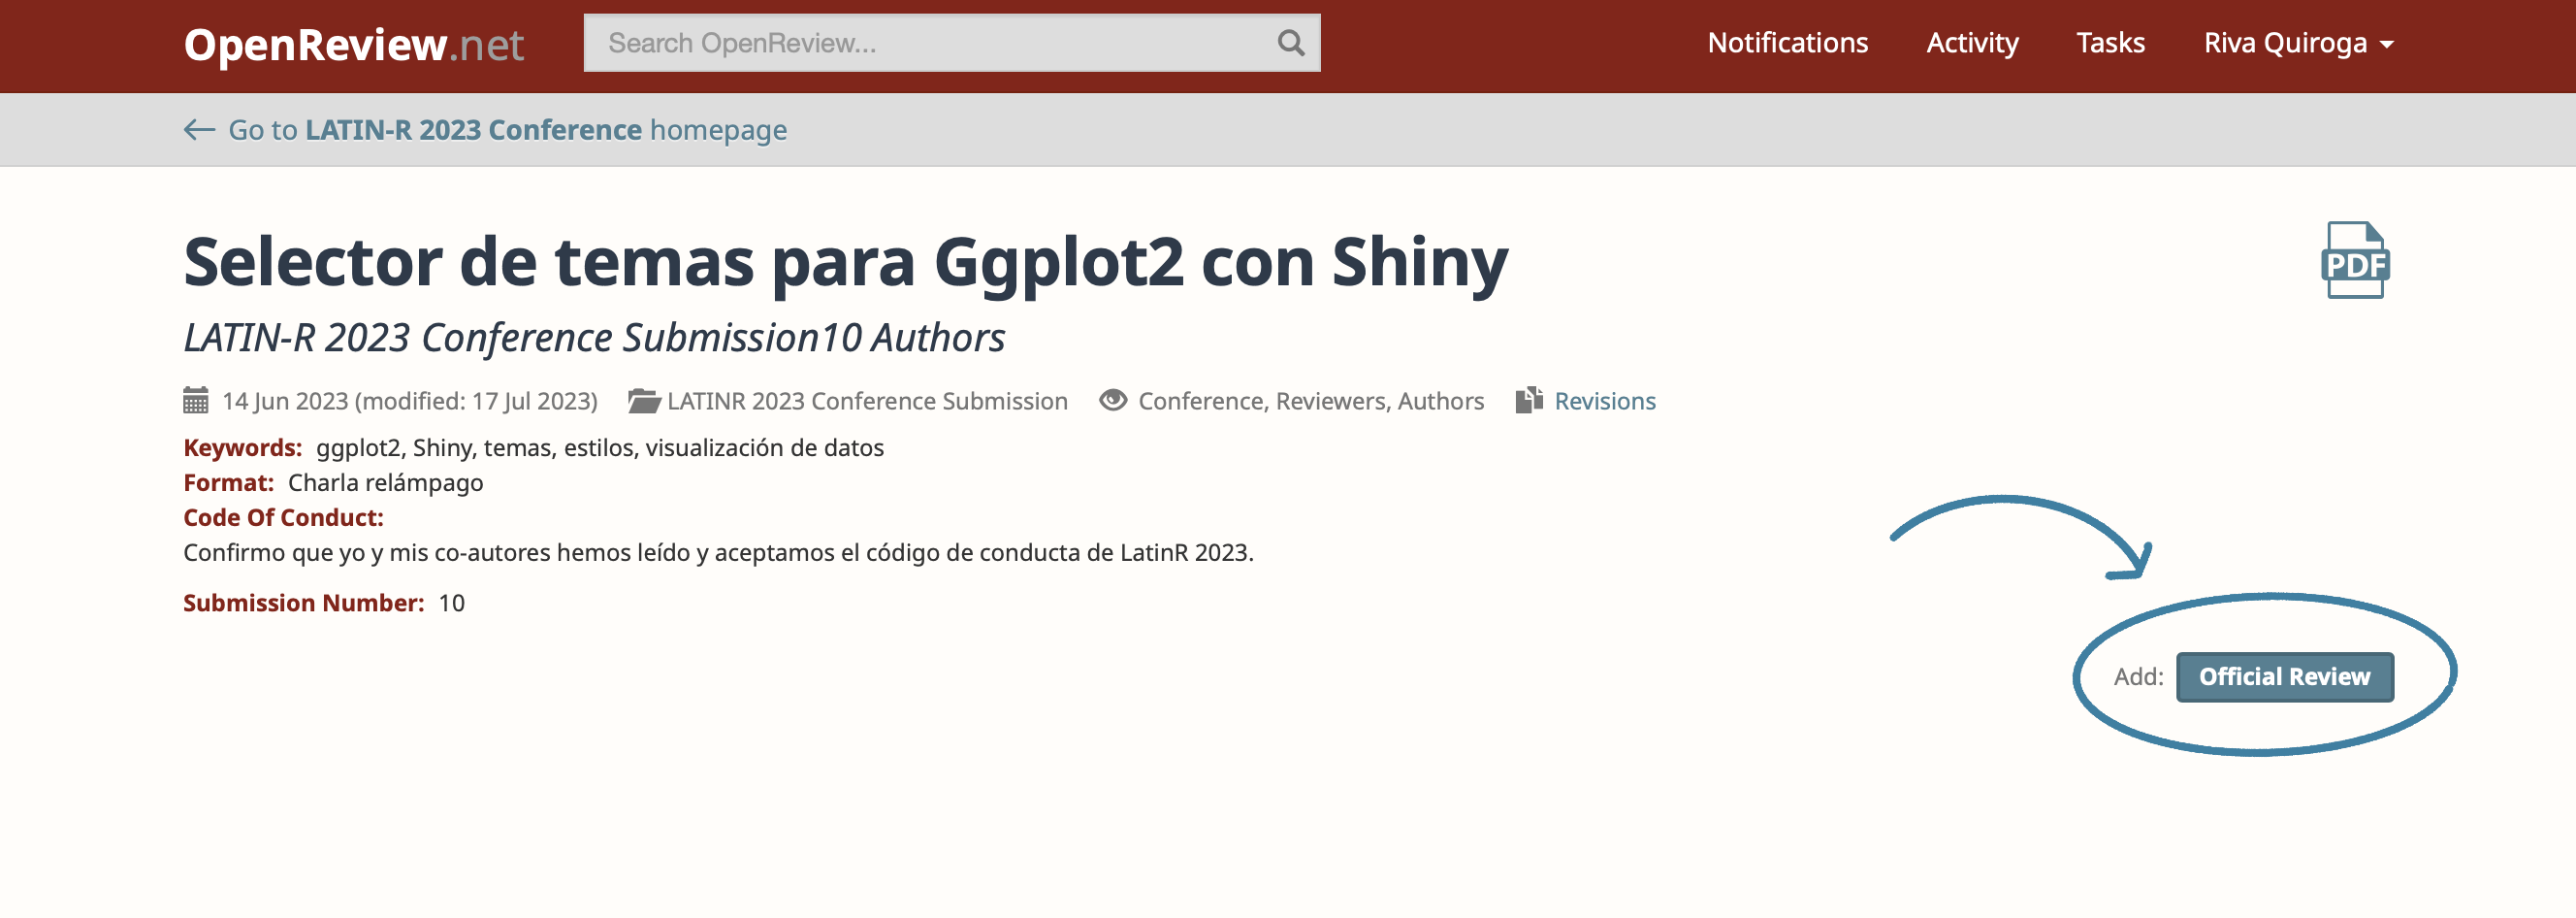 OpenReview.net Search OpenReview... Notifications Activity Tasks Riva Quiroga
Go to LATIN-R 2023 Conference homepage
Selector de temas para Ggplot2 con Shiny
PDF
LATIN-R 2023 Conference Submission10 Authors
14 Jun 2023 (modified: 17 Jul 2023) LATINR 2023 Conference Submission Conference, Reviewers, Authors Revisions
Keywords: ggplot2, Shiny, temas, estilos, visualización de datos
Format: Charla relámpago
Code Of Conduct:
Confirmo que yo y mis co-autores hemos leído y aceptamos el código de conducta de LatinR 2023.
Submission Number: 10
Add: Official Review